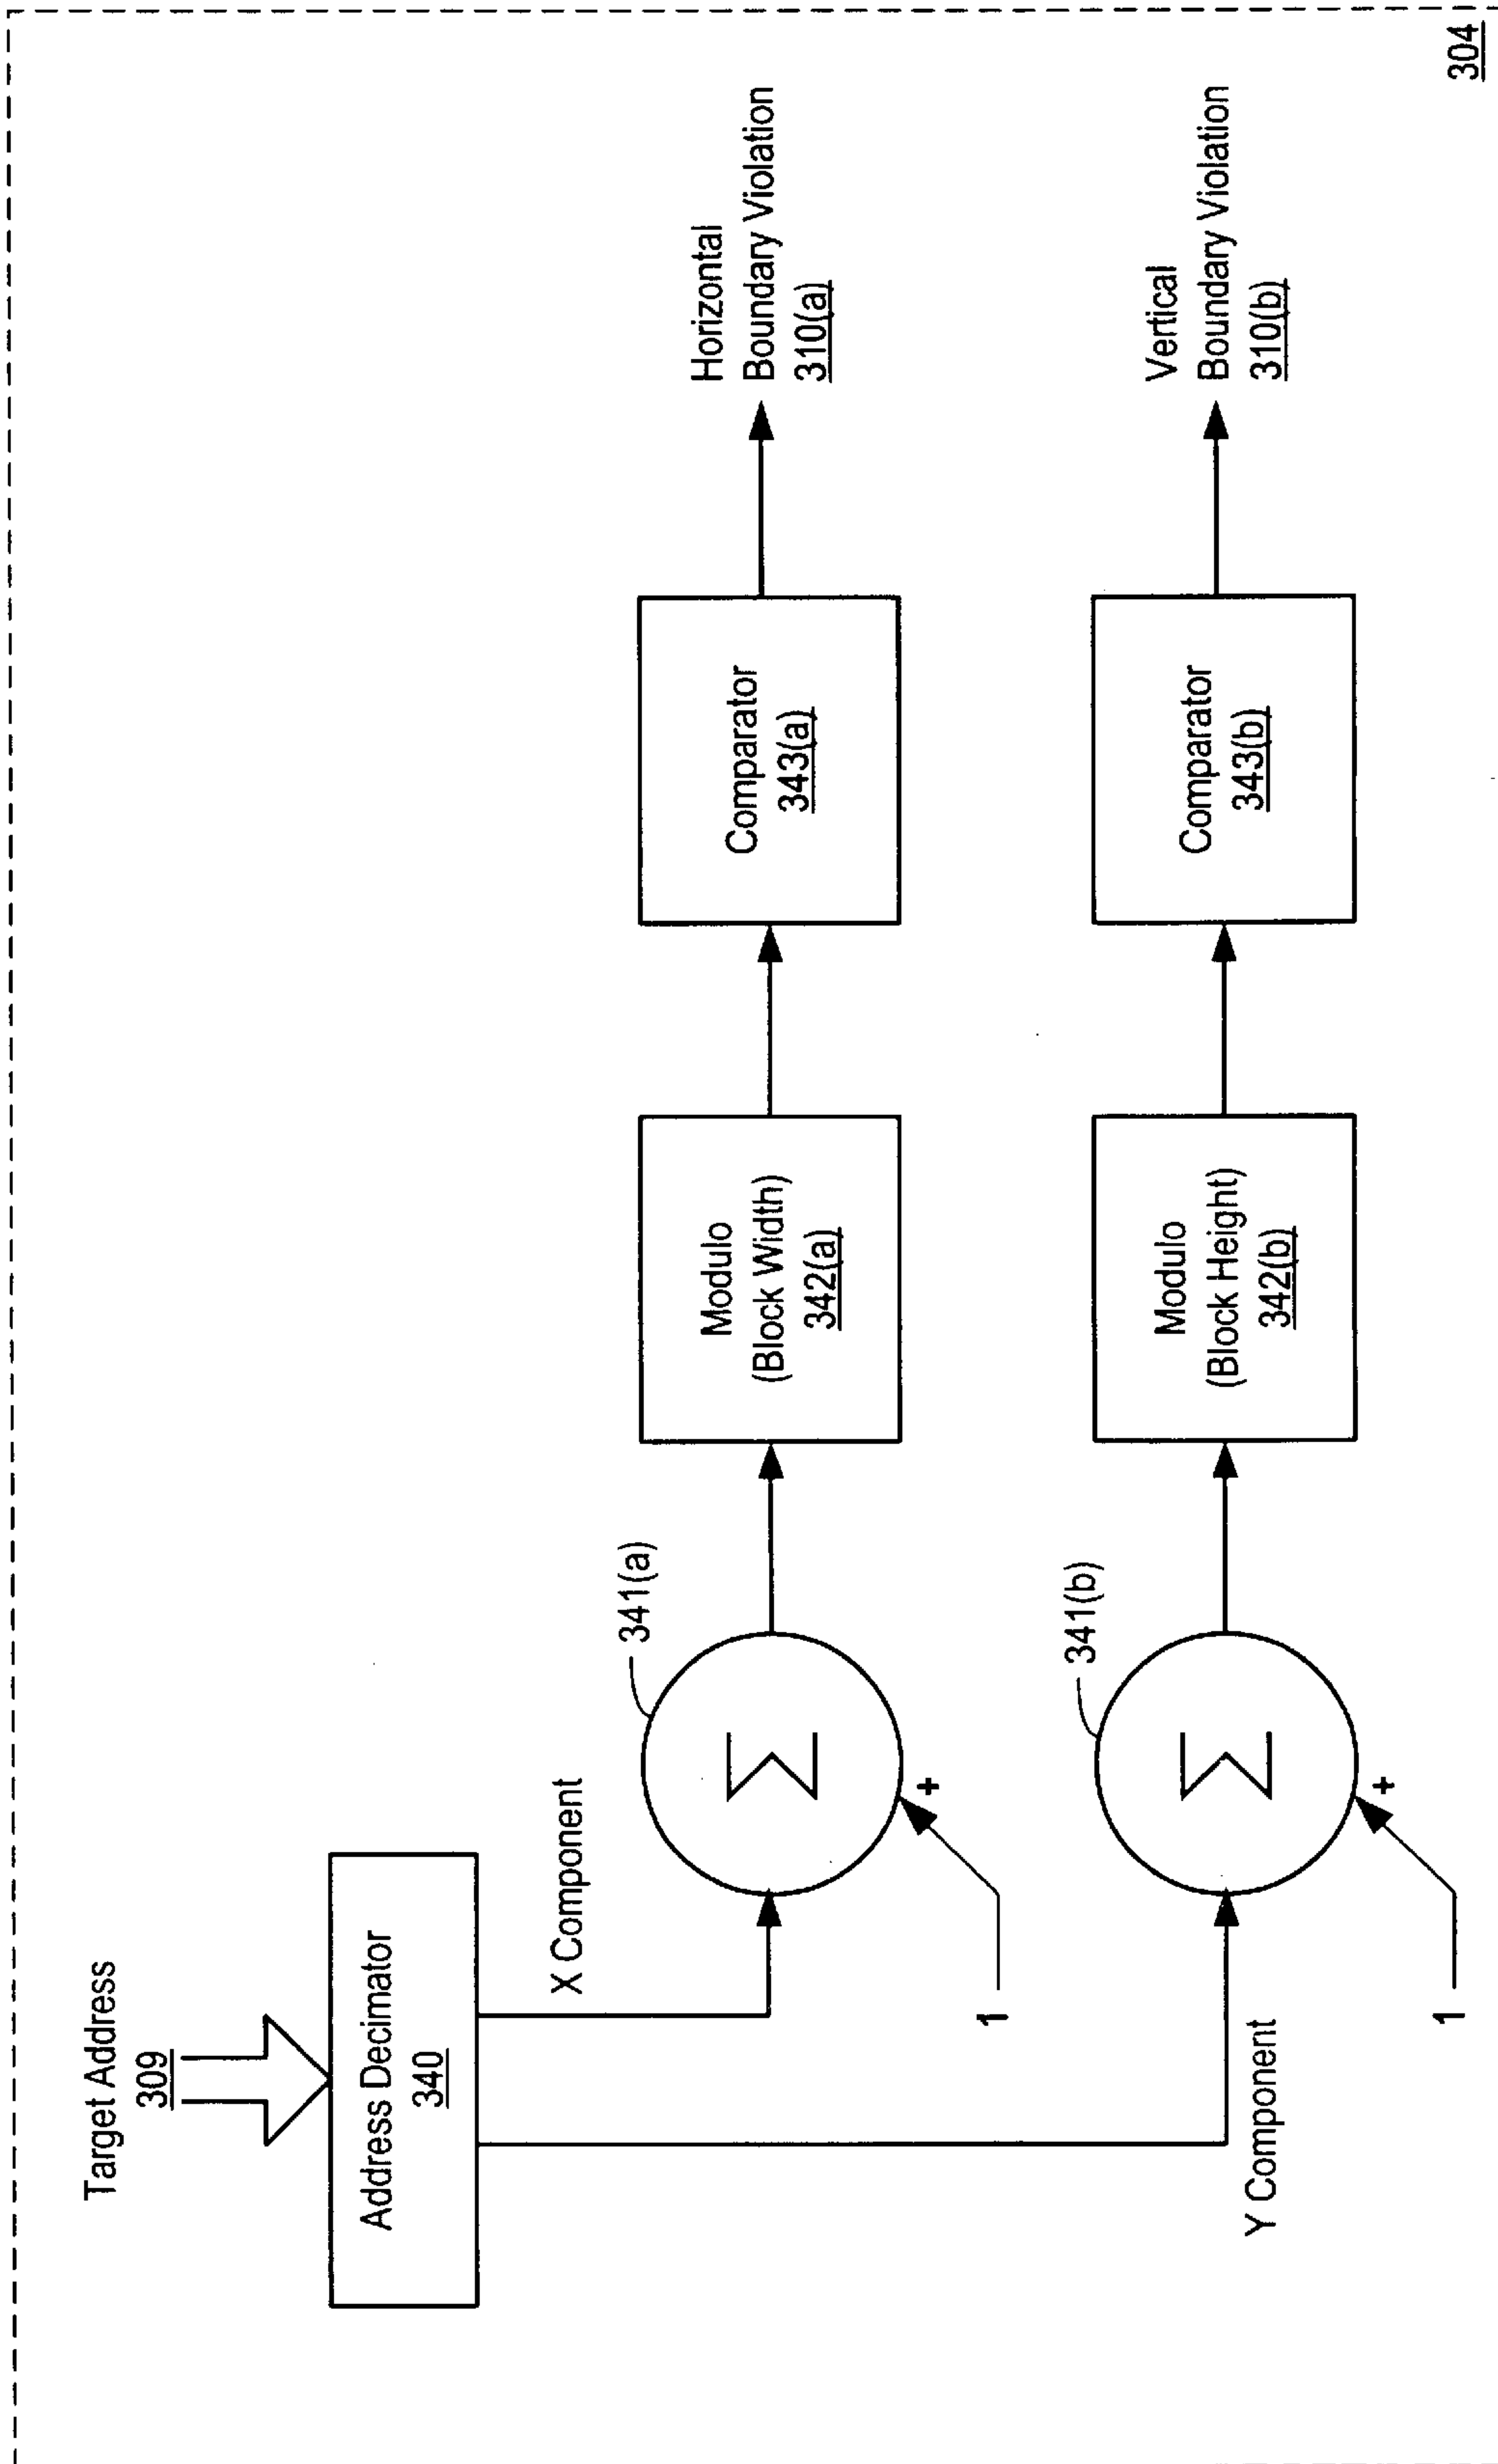 Target Address
309
Address Decimator
340
X Component
Y Component
341(a)
Σ
+
1
Modulo
(Block Width)
342(a)
Comparator
343(a)
Horizontal
Boundary Violation
310(a)
341(b)
Σ
+
1
Modulo
(Block Height)
342(b)
Comparator
343(b)
Vertical
Boundary Violation
310(b)
304